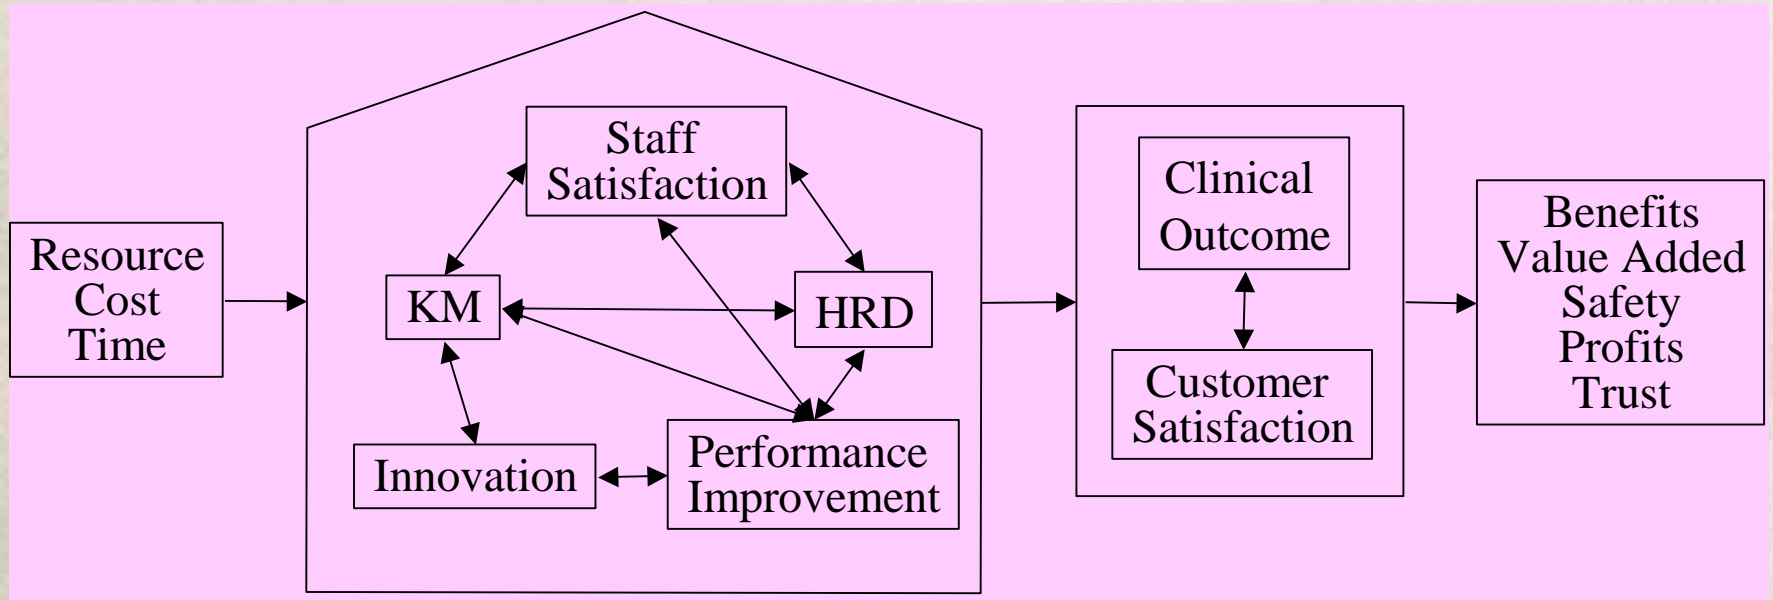 Resource
Cost
Time
Staff
Satisfaction
KM
HRD
Innovation
Performance
Improvement
Clinical
Outcome
Customer
Satisfaction
Benefits
Value Added
Safety
Profits
Trust